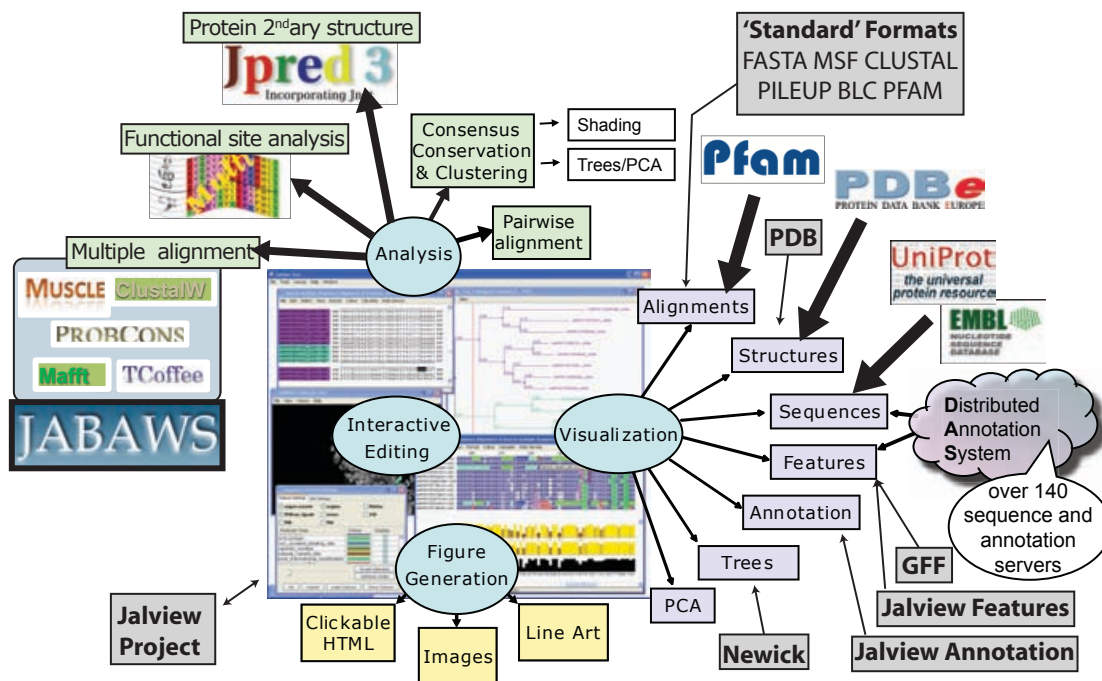 Protein 2ndary structure
Jpred 3
Incorporating Jnet
Functional site analysis
Consensus
Conservation
& Clustering
Shading
Trees/PCA
Multiple alignment
Analysis
Pairwise
alignment
MUSCLE
ClustalW
PROBCONS
Mafft
TCoffee
JABAWS
'Standard' Formats
FASTA MSF CLUSTAL
PILEUP BLC PFAM
Pfam
PDBe
PROTEIN DATA BANK EUROPE
PDB
UniProt
the universal
protein resource
EMBL
NUCLEOTIDE
SEQUENCE
DATABASE
Alignments
Structures
Sequences
Features
Annotation
Trees
PCA
Interactive
Editing
Visualization
Distributed
Annotation
System
over 140
sequence and
annotation
servers
Figure
Generation
GFF
Jalview Features
Jalview Annotation
Newick
Jalview
Project
Clickable
HTML
Images
Line Art